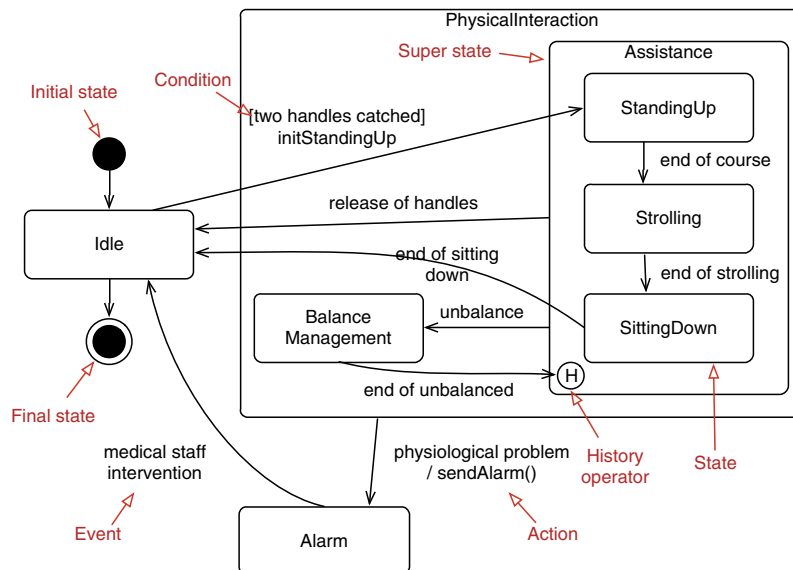 PhysicalInteraction
Super state
Assistance
Condition
Initial state
[two handles catched]
initStandingUp
StandingUp
end of course
release of handles
Strolling
Idle
end of sitting
down
end of strolling
Balance
Management
unbalance
SittingDown
H
end of unbalanced
Final state
medical staff
intervention
physiological problem
/ sendAlarm()
History
operator
State
Event
Action
Alarm